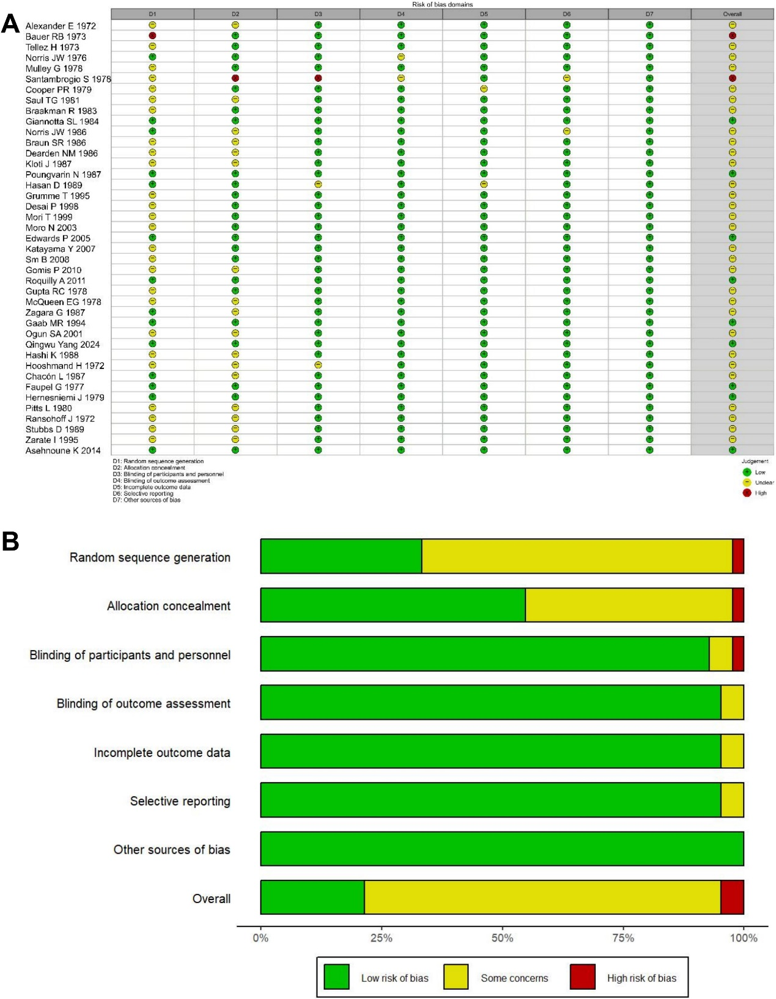 Risk of bias domains
A
D1 D2 D3 D4 D5 D6 D7 Overall
Alexander E 1972
Bauer RB 1973
Tellez H 1973
Norris JW 1976
Mulley G 1978
Santambrogio S 1978
Cooper PR 1979
Saul TG 1981
Braakman R 1983
Giannotta SL 1984
Norris JW 1986
Braun SR 1986
Dearden NM 1986
Kloti J 1987
Poungvarin N 1987
Hasan D 1989
Grumme T 1995
Desai P 1998
Mori T 1999
Moro N 2003
Edwards P 2005
Katayama Y 2007
Sm B 2008
Gomis P 2010
Roquilly A 2011
Gupta RC 1978
McQueen EG 1978
Zagara G 1987
Gaab MR 1994
Ogun SA 2001
Qingwu Yang 2024
Hashi K 1988
Hooshmand H 1972
Chacón L 1987
Faupel G 1977
Hernesniemi J 1979
Pitts L 1980
Ransohoff J 1972
Stubbs D 1989
Zarate I 1995
Asehnoune K 2014
D1: Random sequence generation
D2: Allocation concealment
D3: Blinding of participants and personnel
D4: Blinding of outcome assessment
D5: Incomplete outcome data
D6: Selective reporting
D7: Other sources of bias
Judgement
Low
Unclear
High
B
Random sequence generation
Allocation concealment
Blinding of participants and personnel
Blinding of outcome assessment
Incomplete outcome data
Selective reporting
Other sources of bias
Overall
0% 25% 50% 75% 100%
Low risk of bias Some concerns High risk of bias